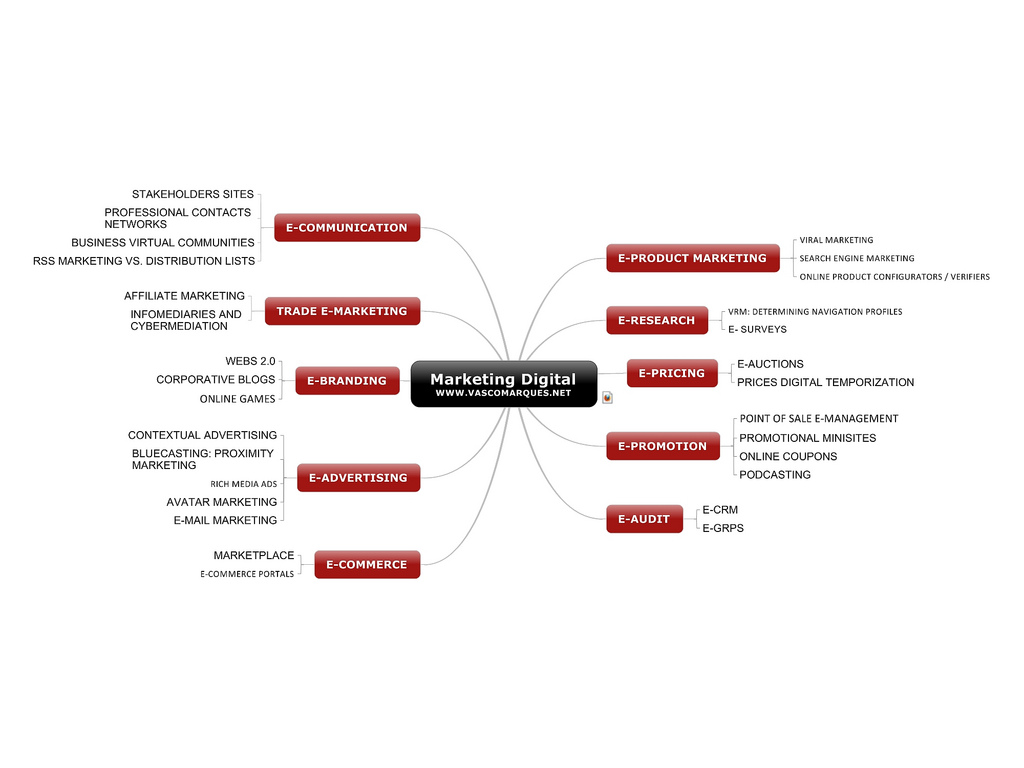 Marketing Digital
WWW.VASCOMARQUES.NET
E-COMMUNICATION
STAKEHOLDERS SITES
PROFESSIONAL CONTACTS
NETWORKS
BUSINESS VIRTUAL COMMUNITIES
RSS MARKETING VS. DISTRIBUTION LISTS
TRADE E-MARKETING
AFFILIATE MARKETING
INFOMEDIARIES AND
CYBERMEDIATION
E-BRANDING
WEBS 2.0
CORPORATIVE BLOGS
ONLINE GAMES
E-ADVERTISING
CONTEXTUAL ADVERTISING
BLUECASTING: PROXIMITY
MARKETING
RICH MEDIA ADS
AVATAR MARKETING
E-MAIL MARKETING
E-COMMERCE
MARKETPLACE
E-COMMERCE PORTALS
E-PRODUCT MARKETING
VIRAL MARKETING
SEARCH ENGINE MARKETING
ONLINE PRODUCT CONFIGURATORS / VERIFIERS
E-RESEARCH
VRM: DETERMINING NAVIGATION PROFILES
E- SURVEYS
E-PRICING
E-AUCTIONS
PRICES DIGITAL TEMPORIZATION
E-PROMOTION
POINT OF SALE E-MANAGEMENT
PROMOTIONAL MINISITES
ONLINE COUPONS
PODCASTING
E-AUDIT
E-CRM
E-GRPS